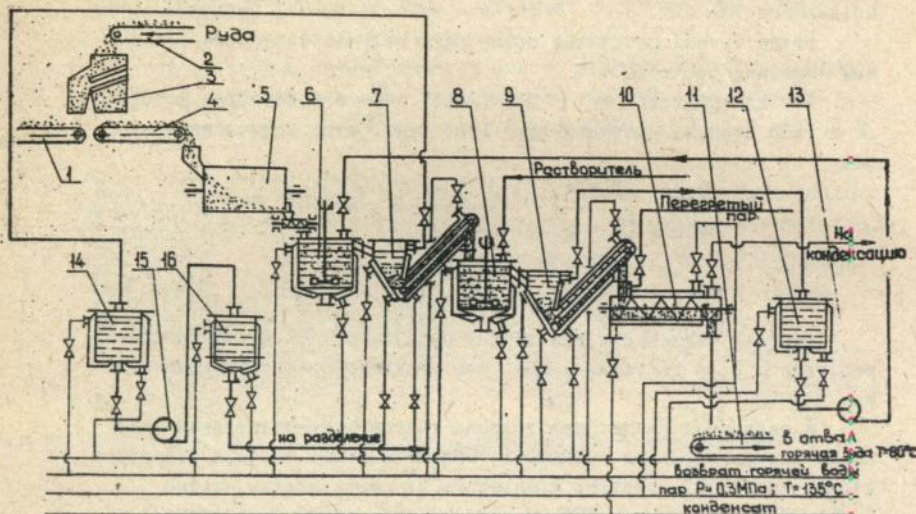 Руда
2
3
4 5 6 7 8 9 10 11 12 13
1
Растворитель
Перегретый
пар
На
конденсацию
14 15 16
на разделение
В отва
горячая вода T=80°C
возврат горячей воды
пар P=0,3МПа; T=135°C
конденсат